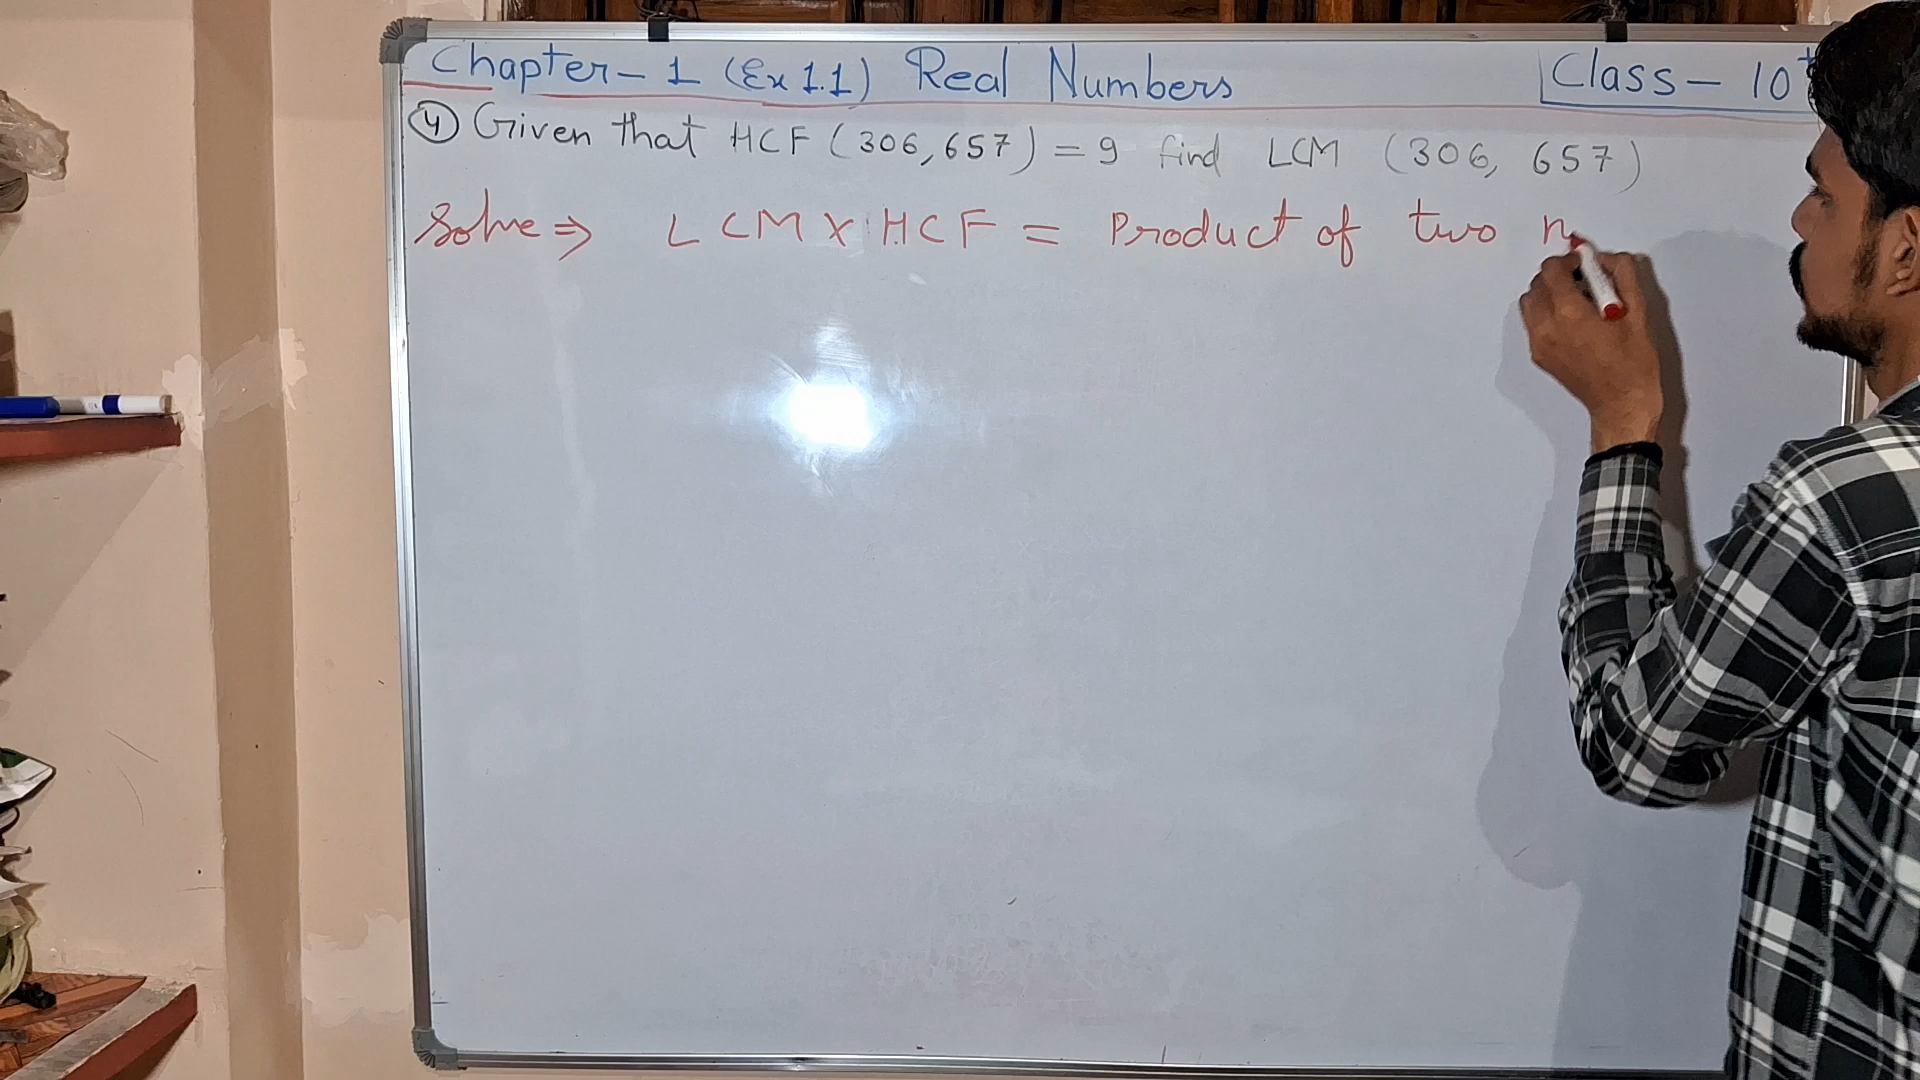 Chapter - 1 (Ex 1.1) Real Numbers Class - 10
4 Given that HCF (306, 657) = 9 find LCM (306, 657)
Solve ⇒ LCM X HCF = Product of two n